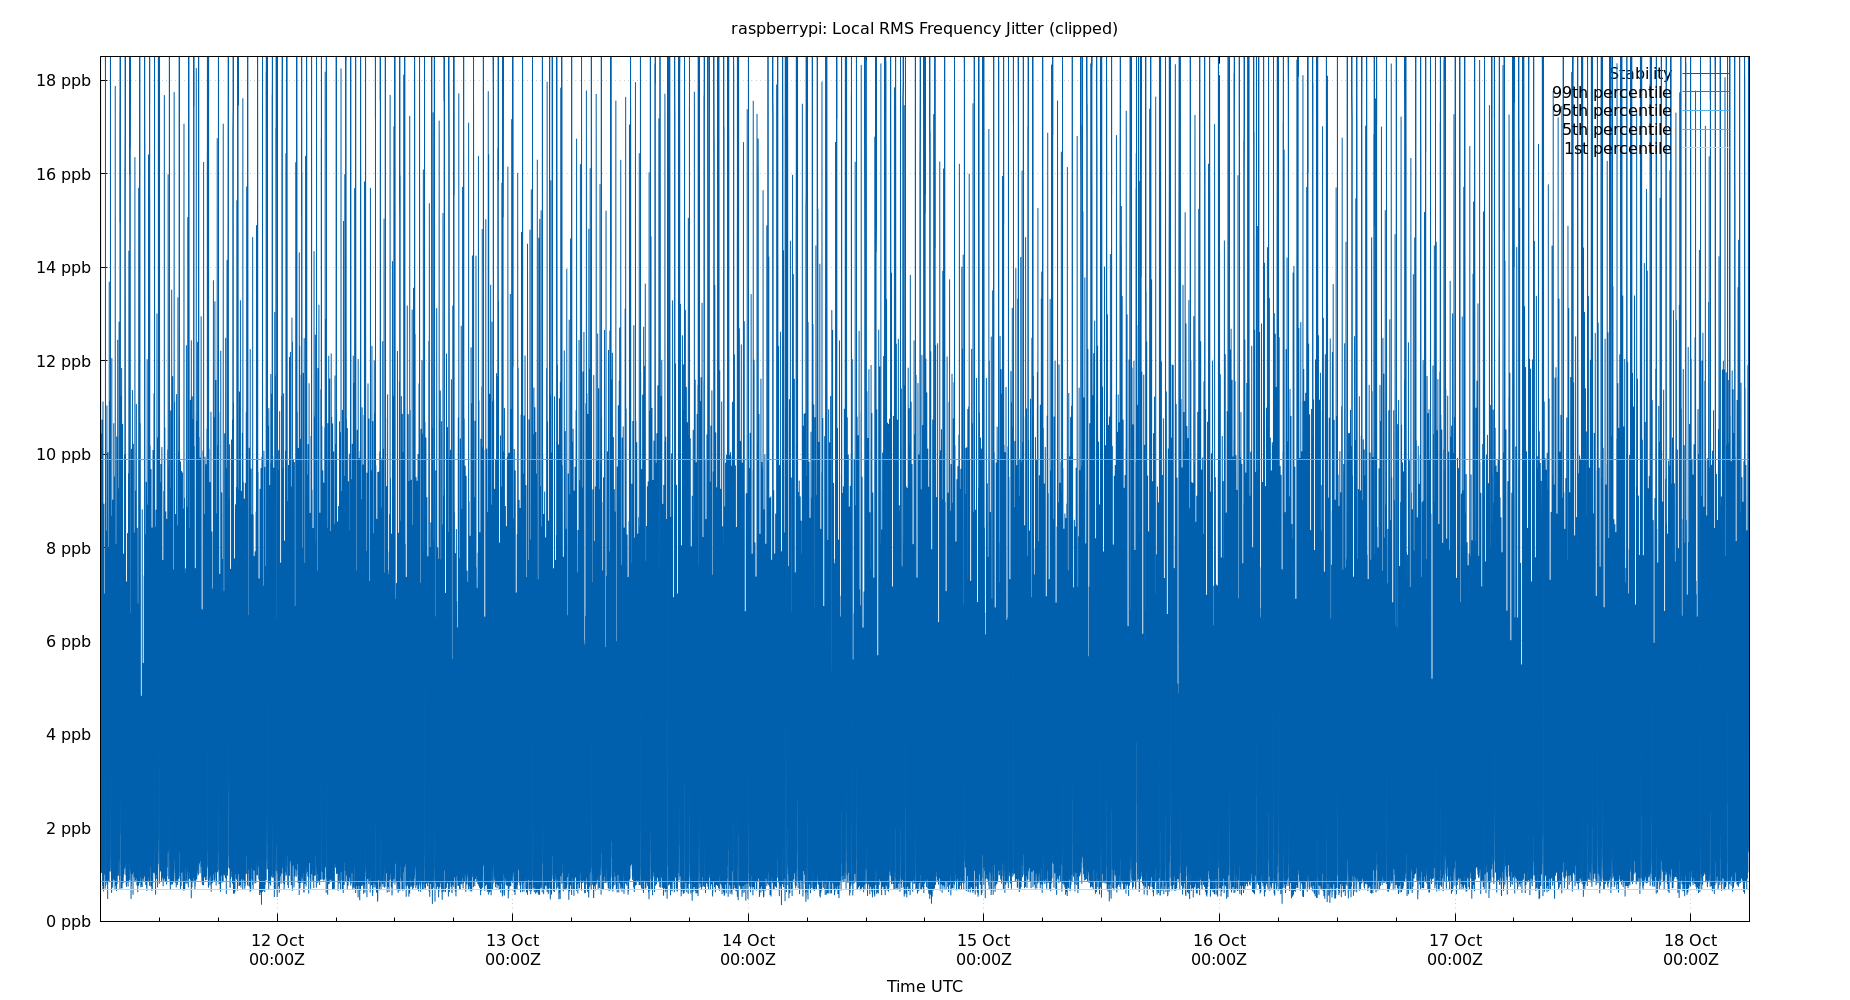 raspberrypi: Local RMS Frequency Jitter (clipped)
18 ppb
16 ppb
14 ppb
12 ppb
10 ppb
8 ppb
6 ppb
4 ppb
2 ppb
0 ppb
Stability
99th percentile
95th percentile
5th percentile
1st percentile
12 Oct 13 Oct 14 Oct 15 Oct 16 Oct 17 Oct 18 Oct
00:00Z 00:00Z 00:00Z 00:00Z 00:00Z 00:00Z 00:00Z
Time UTC